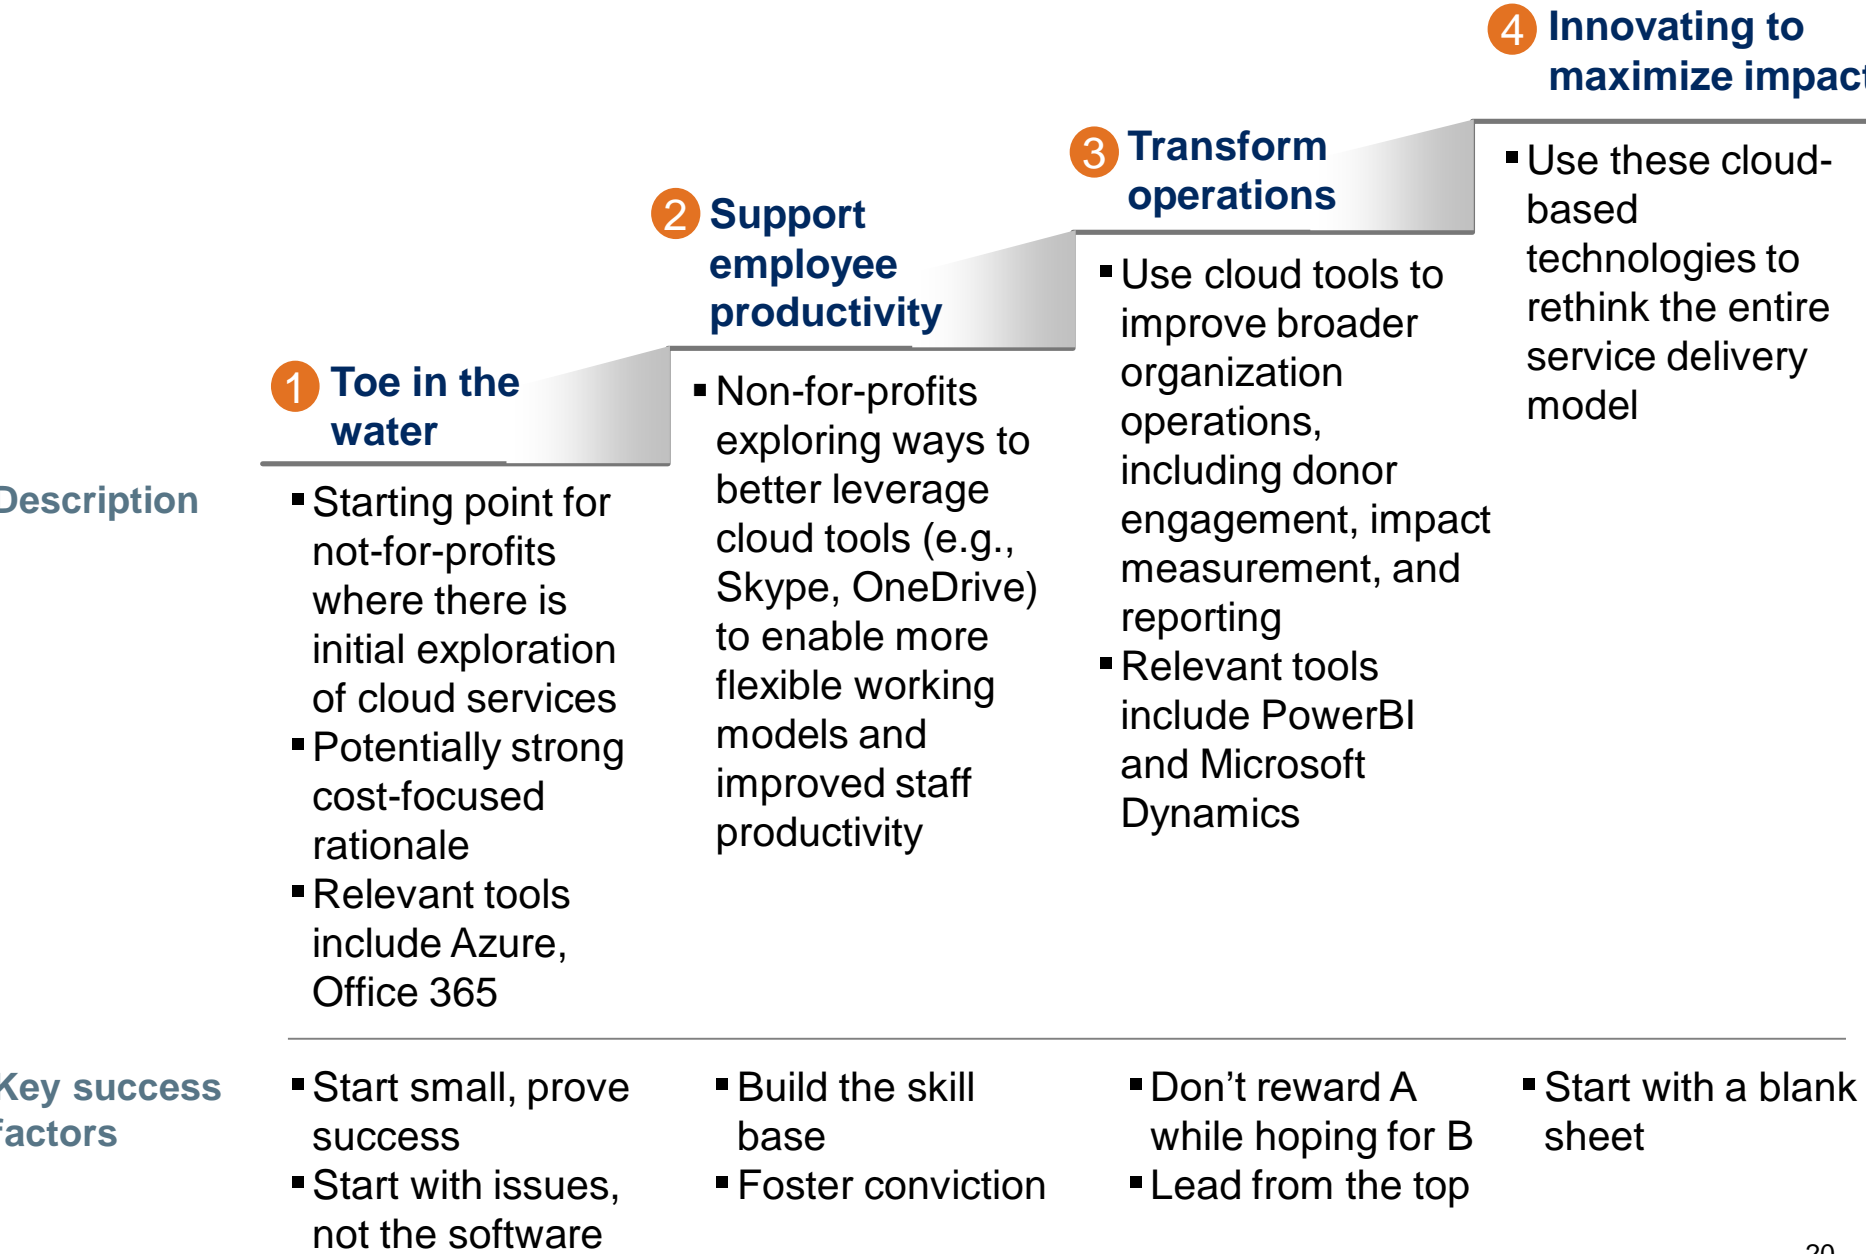 4 Innovating to
maximize impact
3 Transform
operations
2 Support
employee
productivity
1 Toe in the
water
Description
▪ Starting point for
not-for-profits
where there is
initial exploration
of cloud services
▪ Potentially strong
cost-focused
rationale
▪ Relevant tools
include Azure,
Office 365
▪ Non-for-profits
exploring ways to
better leverage
cloud tools (e.g.,
Skype, OneDrive)
to enable more
flexible working
models and
improved staff
productivity
▪ Use cloud tools to
improve broader
organization
operations,
including donor
engagement, impact
measurement, and
reporting
▪ Relevant tools
include PowerBI
and Microsoft
Dynamics
▪ Use these cloud-
based
technologies to
rethink the entire
service delivery
model
Key success
factors
▪ Start small, prove
success
▪ Start with issues,
not the software
▪ Build the skill
base
▪ Foster conviction
▪ Don’t reward A
while hoping for B
▪ Lead from the top
▪ Start with a blank
sheet
20